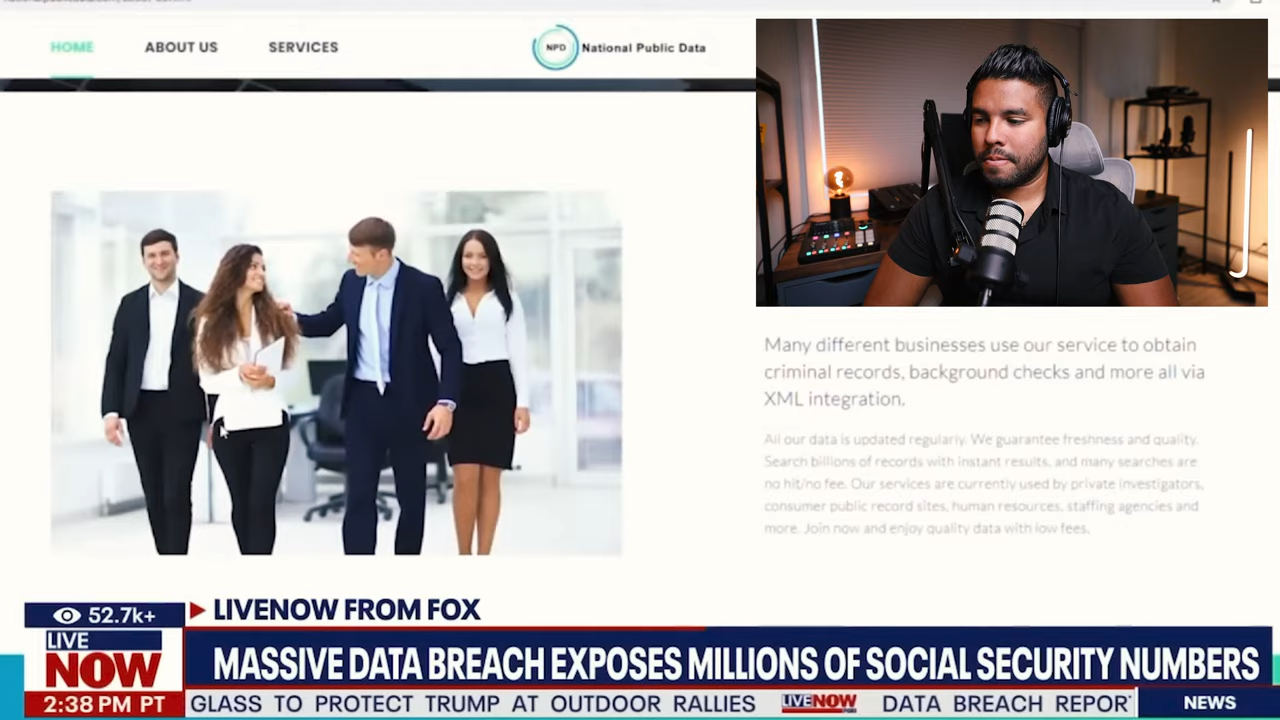 HOME
ABOUT US
SERVICES
NPD
National Public Data
Many different businesses use our service to obtain
criminal records, background checks and more all via
XML integration.
All our data is updated regularly. We guarantee freshness and quality.
Search billions of records with instant results, and many searches are
no hit/no fee. Our services are currently used by private investigators,
consumer public record sites, human resources, staffing agencies and
more. Join now and enjoy quality data with low fees.
52.7k+
LIVENOW FROM FOX
LIVE
NOW
MASSIVE DATA BREACH EXPOSES MILLIONS OF SOCIAL SECURITY NUMBERS
2:38 PM PT
GLASS TO PROTECT TRUMP AT OUTDOOR RALLIES
LIVENOW
DATA BREACH REPOR
NEWS